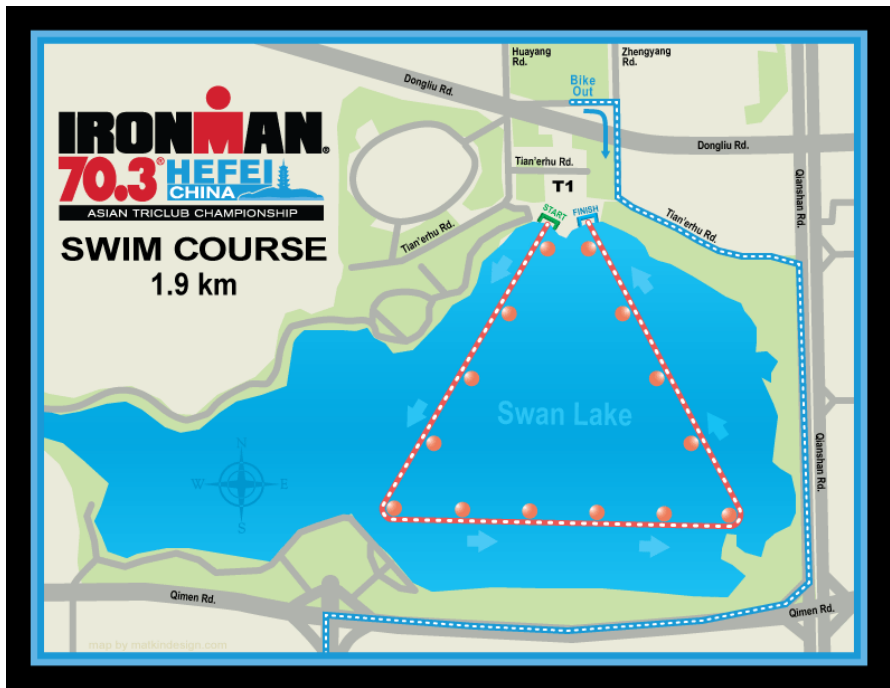 Huayang
Rd.
Zhengyang
Rd.
Dongliu Rd.
Bike
Out
IRONMAN®
70.3® HEFEI
CHINA
ASIAN TRICLUB CHAMPIONSHIP
SWIM COURSE
1.9 km
Dongliu Rd.
Tian'erhu Rd.
T1
Qianshan Rd.
START
FINISH
Tian'erhu Rd.
Tian'erhu Rd.
Swan Lake
N
W
E
S
Qianshan Rd.
Qimen Rd.
Qimen Rd.
map by matkindesign.com